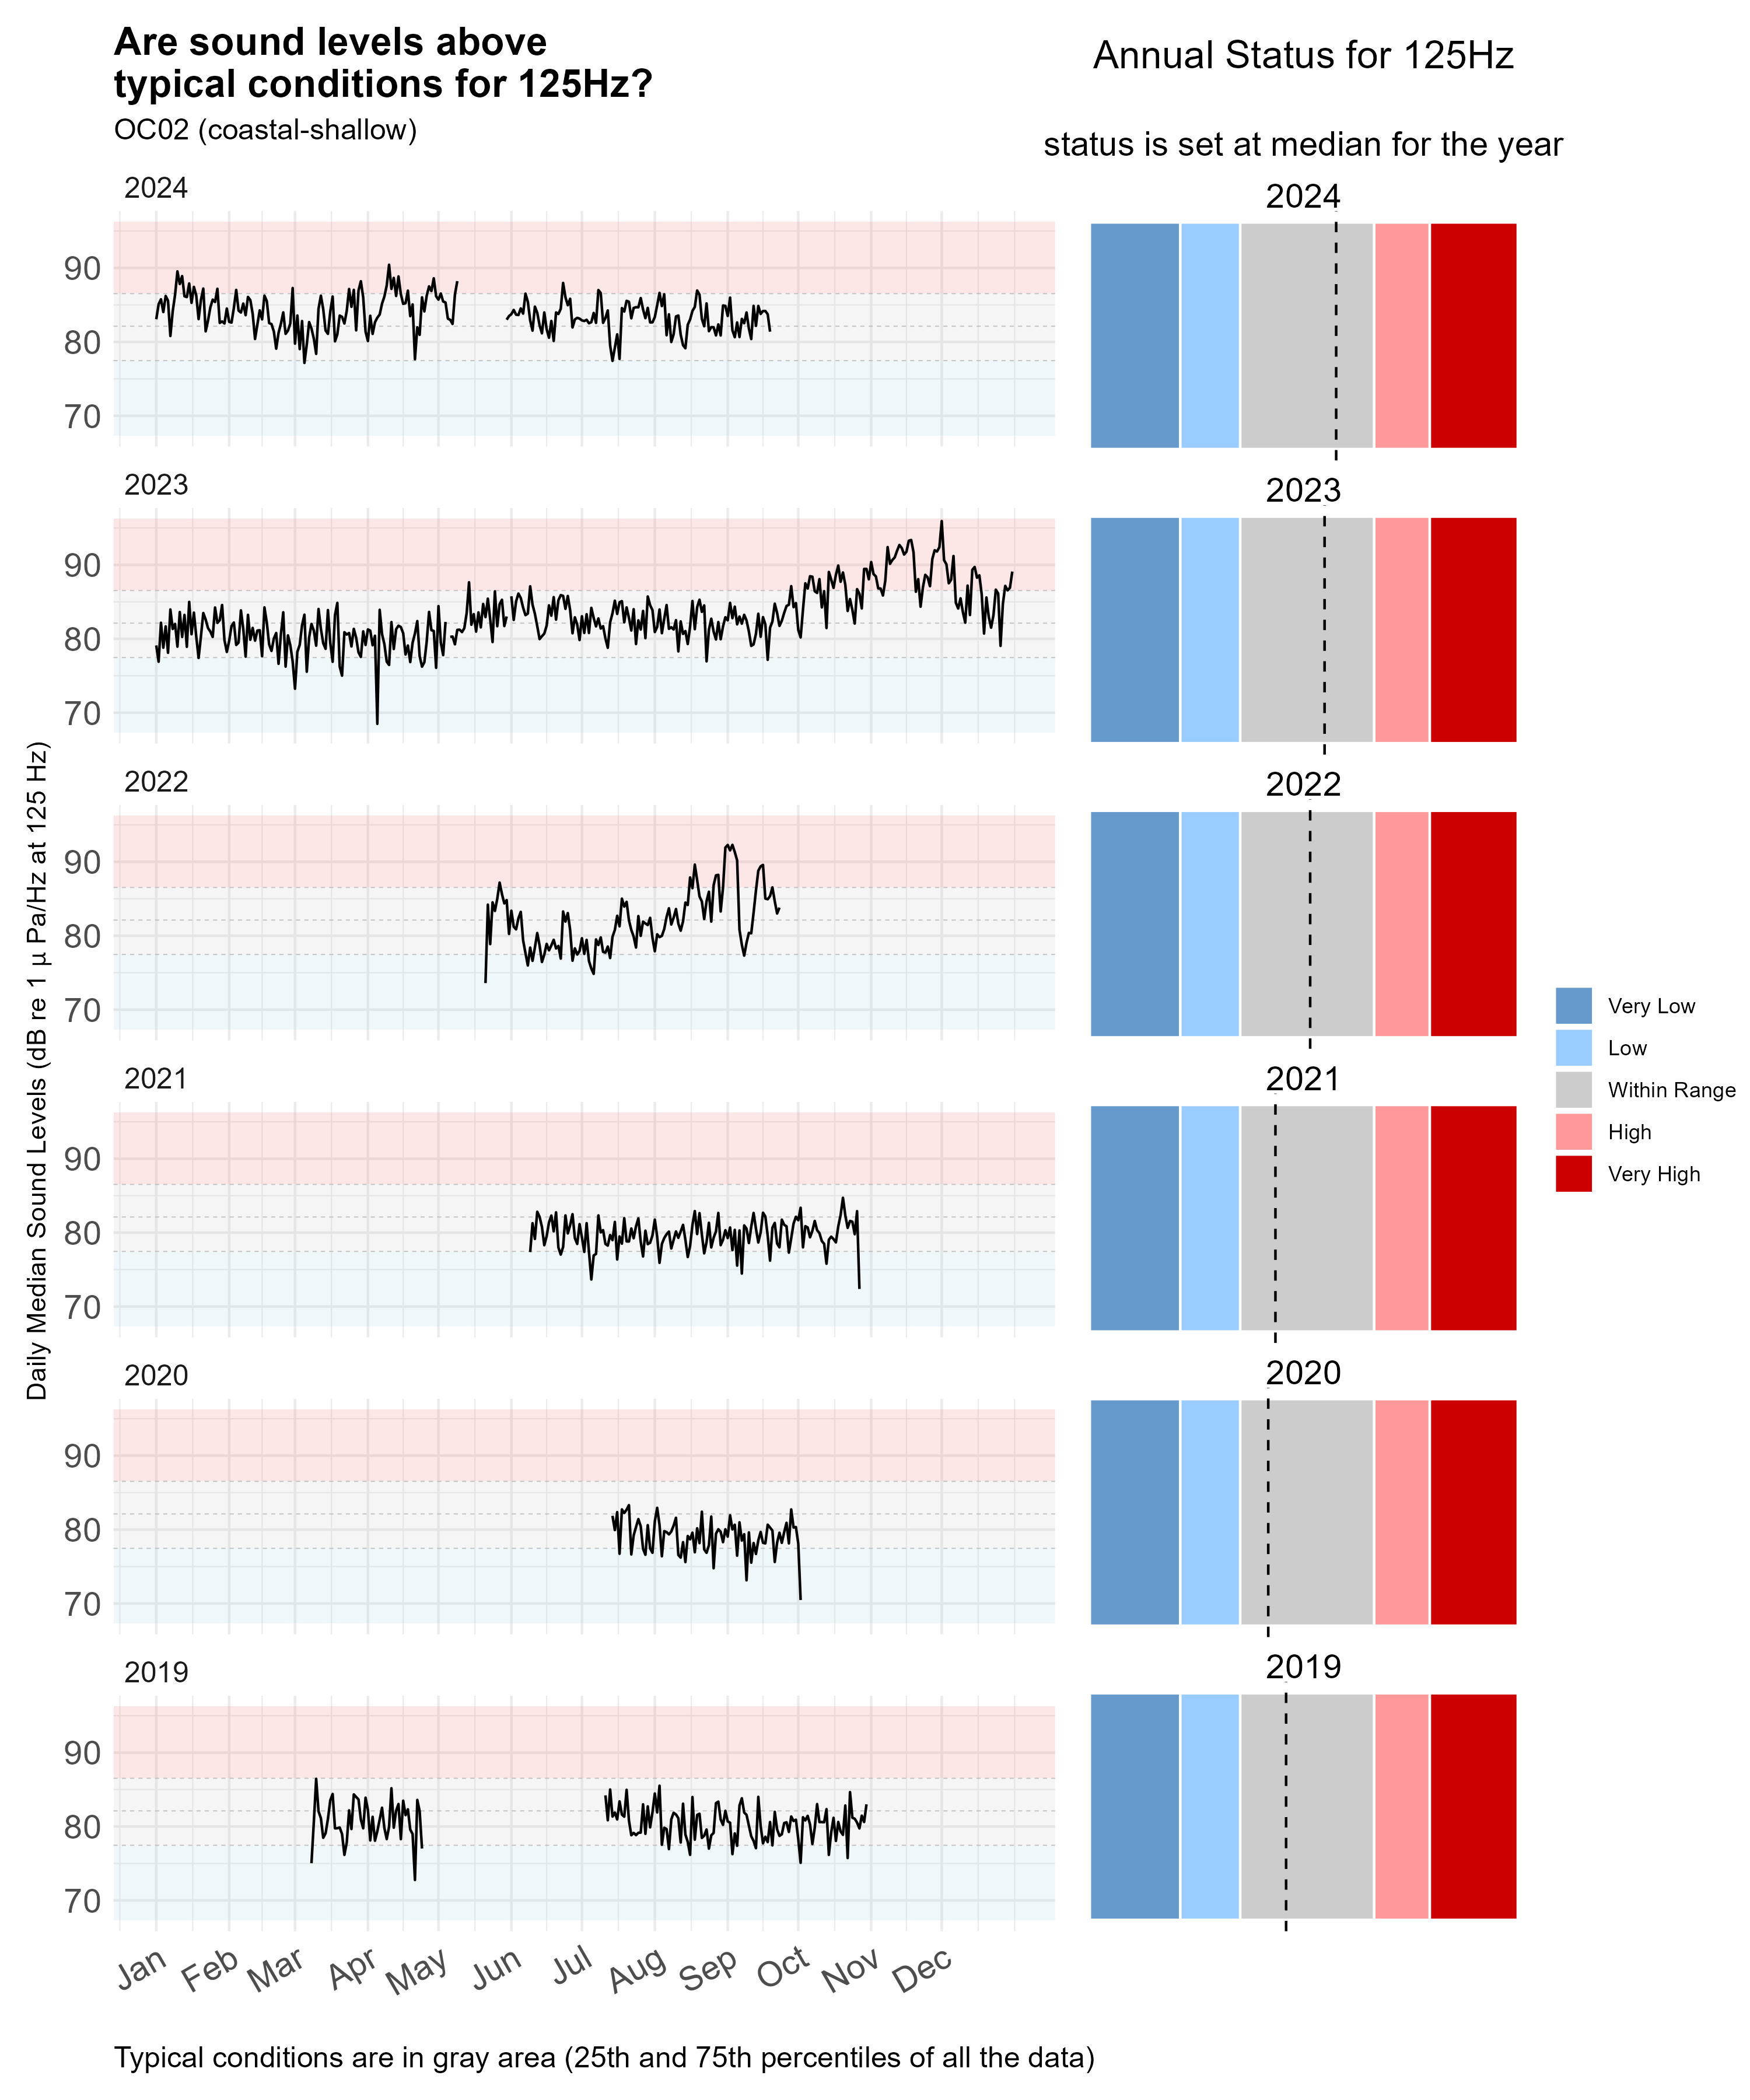 Are sound levels above
typical conditions for 125Hz?
OC02 (coastal-shallow)
Annual Status for 125Hz
status is set at median for the year
Daily Median Sound Levels (dB re 1 µ Pa/Hz at 125 Hz)
2024
90
80
70
2024
2023
90
80
70
2023
2022
90
80
70
2022
2021
90
80
70
2021
2020
90
80
70
2020
2019
90
80
70
2019
Jan Feb Mar Apr May Jun Jul Aug Sep Oct Nov Dec
Very Low
Low
Within Range
High
Very High
Typical conditions are in gray area (25th and 75th percentiles of all the data)